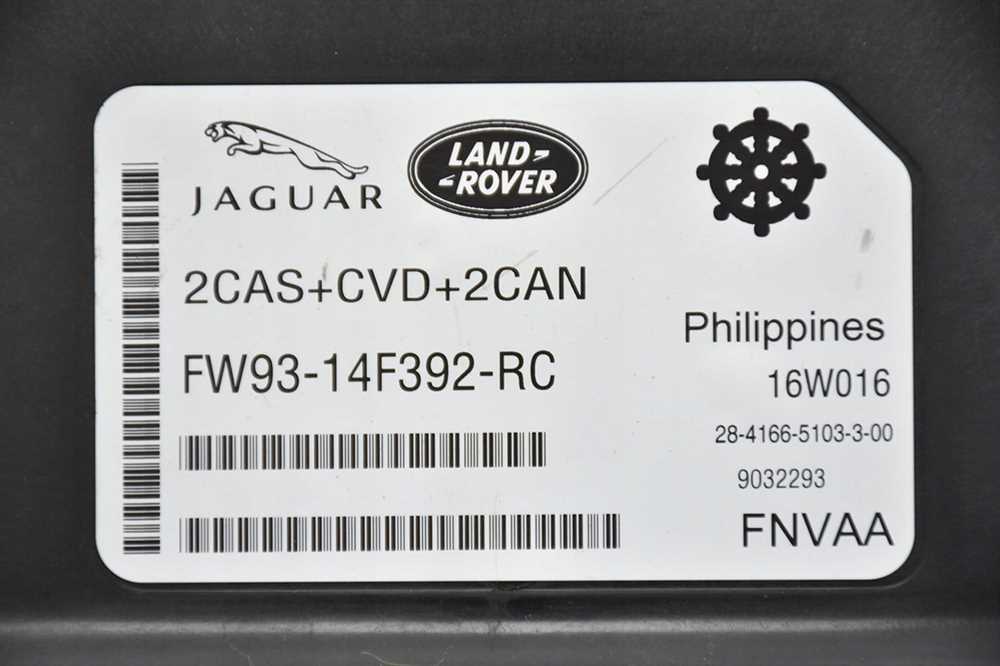 JAGUAR
LAND-
-ROVER
2CAS+CVD+2CAN
FW93-14F392-RC
Philippines
16W016
28-4166-5103-3-00
9032293
FNVAA